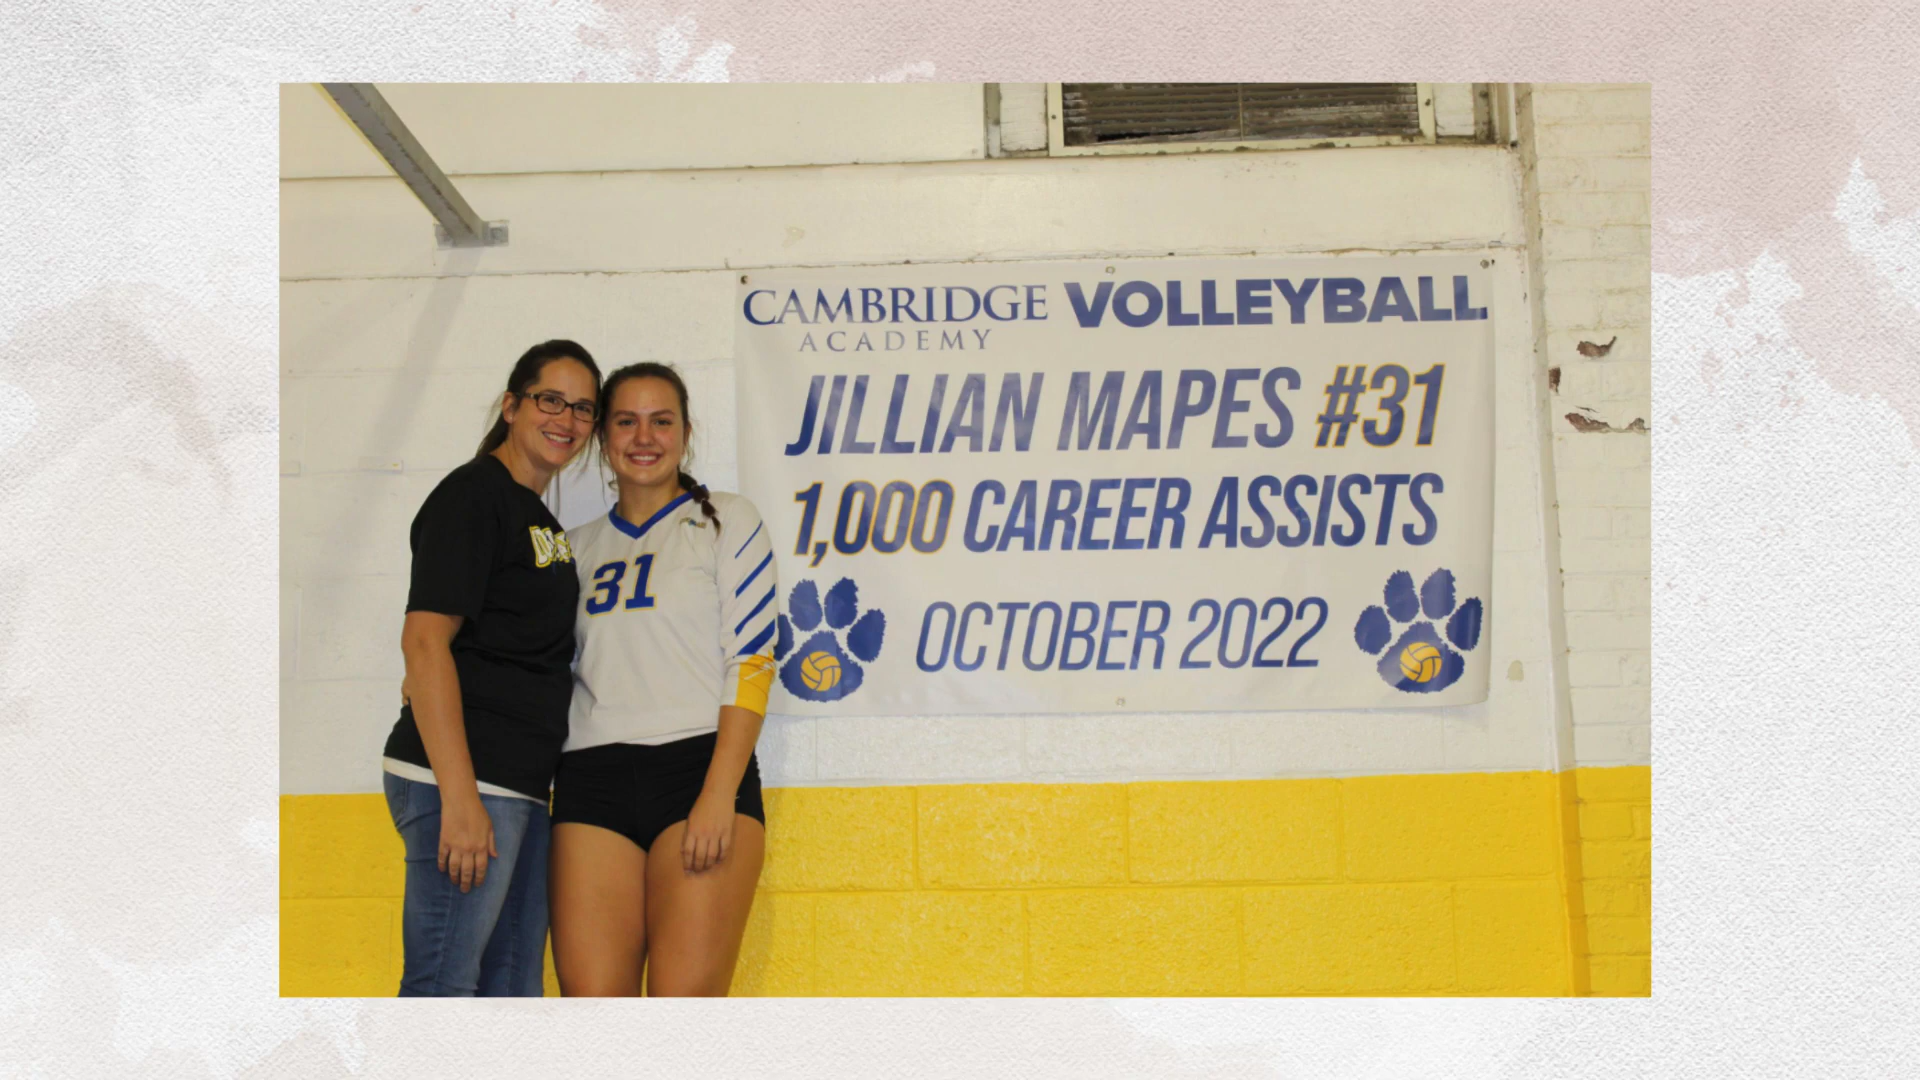 CAMBRIDGE VOLLEYBALL
ACADEMY
JILLIAN MAPES #31
1,000 CAREER ASSISTS
OCTOBER 2022
31